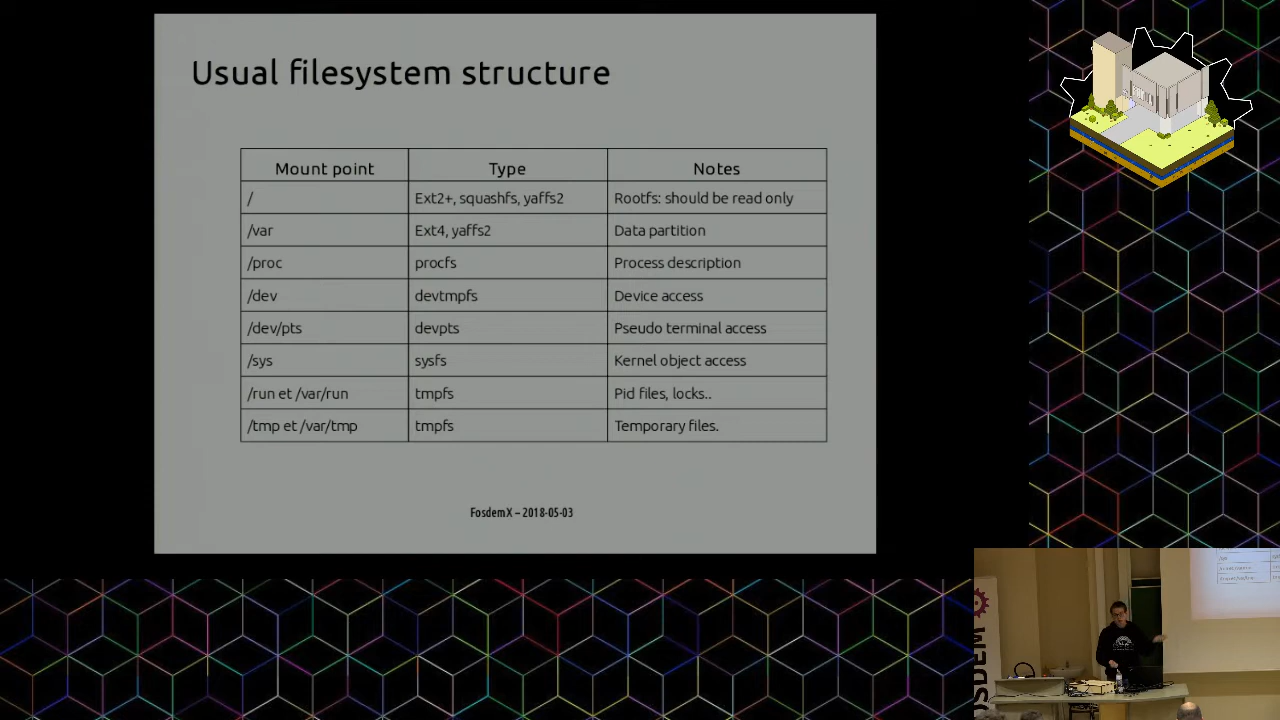 Usual filesystem structure
Mount point Type Notes
/ Ext2+, squashfs, yaffs2 Rootfs: should be read only
/var Ext4, yaffs2 Data partition
/proc procfs Process description
/dev devtmpfs Device access
/dev/pts devpts Pseudo terminal access
/sys sysfs Kernel object access
/run et /var/run tmpfs Pid files, locks..
/tmp et /var/tmp tmpfs Temporary files.
FosdemX – 2018-05-03
OSDEM